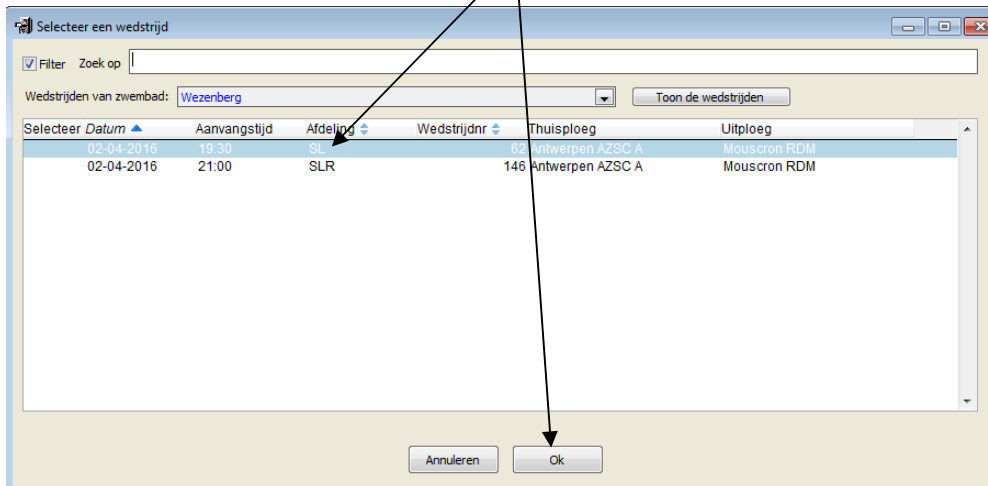 Selecteer een wedstrijd
Filter Zoek op
Wedstrijden van zwembad: Wezenberg Toon de wedstrijden
Selecteer Datum Aanvangstijd Afdeling Wedstrijdnr Thuisploeg Uitploeg
02-04-2016 19:30 SL 62 Antwerpen AZSC A Mouscron RDM
02-04-2016 21:00 SLR 146 Antwerpen AZSC A Mouscron RDM
Annuleren Ok